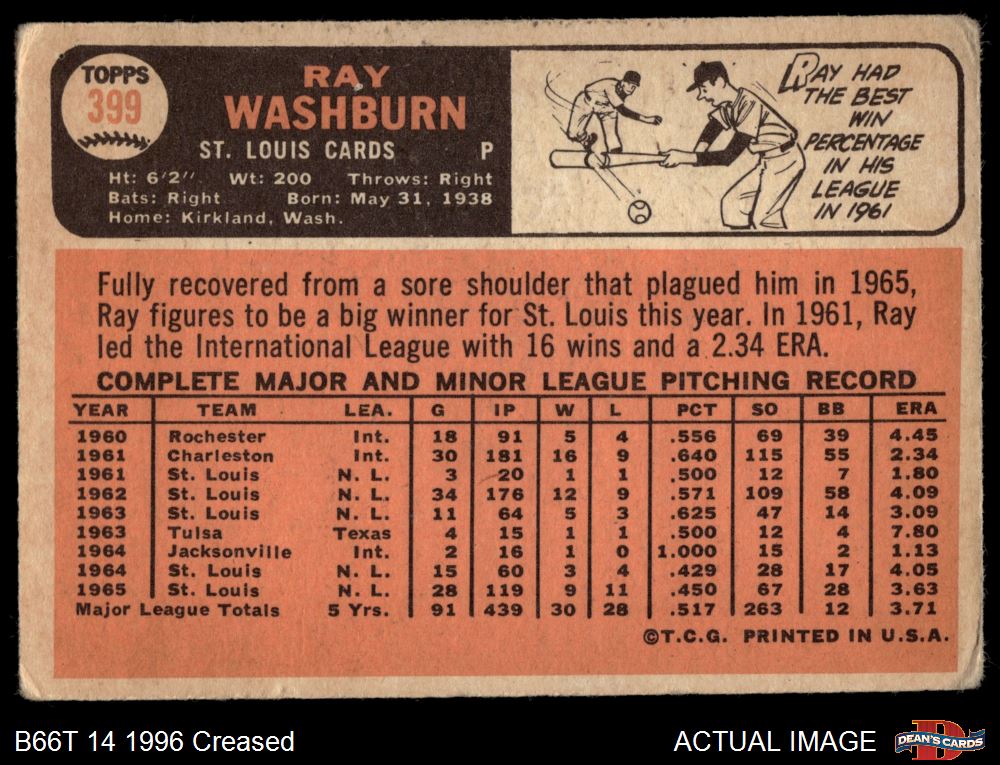 TOPPS
399
RAY
WASHBURN
ST. LOUIS CARDS P
Ht: 6'2" Wt: 200 Throws: Right
Bats: Right Born: May 31, 1938
Home: Kirkland, Wash.
RAY HAD
THE BEST
WIN
PERCENTAGE
IN HIS
LEAGUE
IN 1961
Fully recovered from a sore shoulder that plagued him in 1965,
Ray figures to be a big winner for St. Louis this year. In 1961, Ray
led the International League with 16 wins and a 2.34 ERA.
COMPLETE MAJOR AND MINOR LEAGUE PITCHING RECORD
YEAR TEAM LEA. G IP W L PCT SO BB ERA
1960 Rochester Int. 18 91 5 4 .556 69 39 4.45
1961 Charleston Int. 30 181 16 9 .640 115 55 2.34
1961 St. Louis N. L. 3 20 1 1 .500 12 7 1.80
1962 St. Louis N. L. 34 176 12 9 .571 109 58 4.09
1963 St. Louis N. L. 11 64 5 3 .625 47 14 3.09
1963 Tulsa Texas 4 15 1 1 .500 12 4 7.80
1964 Jacksonville Int. 2 16 1 0 1.000 15 2 1.13
1964 St. Louis N. L. 15 60 3 4 .429 28 17 4.05
1965 St. Louis N. L. 28 119 9 11 .450 67 28 3.63
Major League Totals 5 Yrs. 91 439 30 28 .517 263 12 3.71
©T.C.G. PRINTED IN U.S.A.
B66T 14 1996 Creased
ACTUAL IMAGE
DEAN'S CARDS